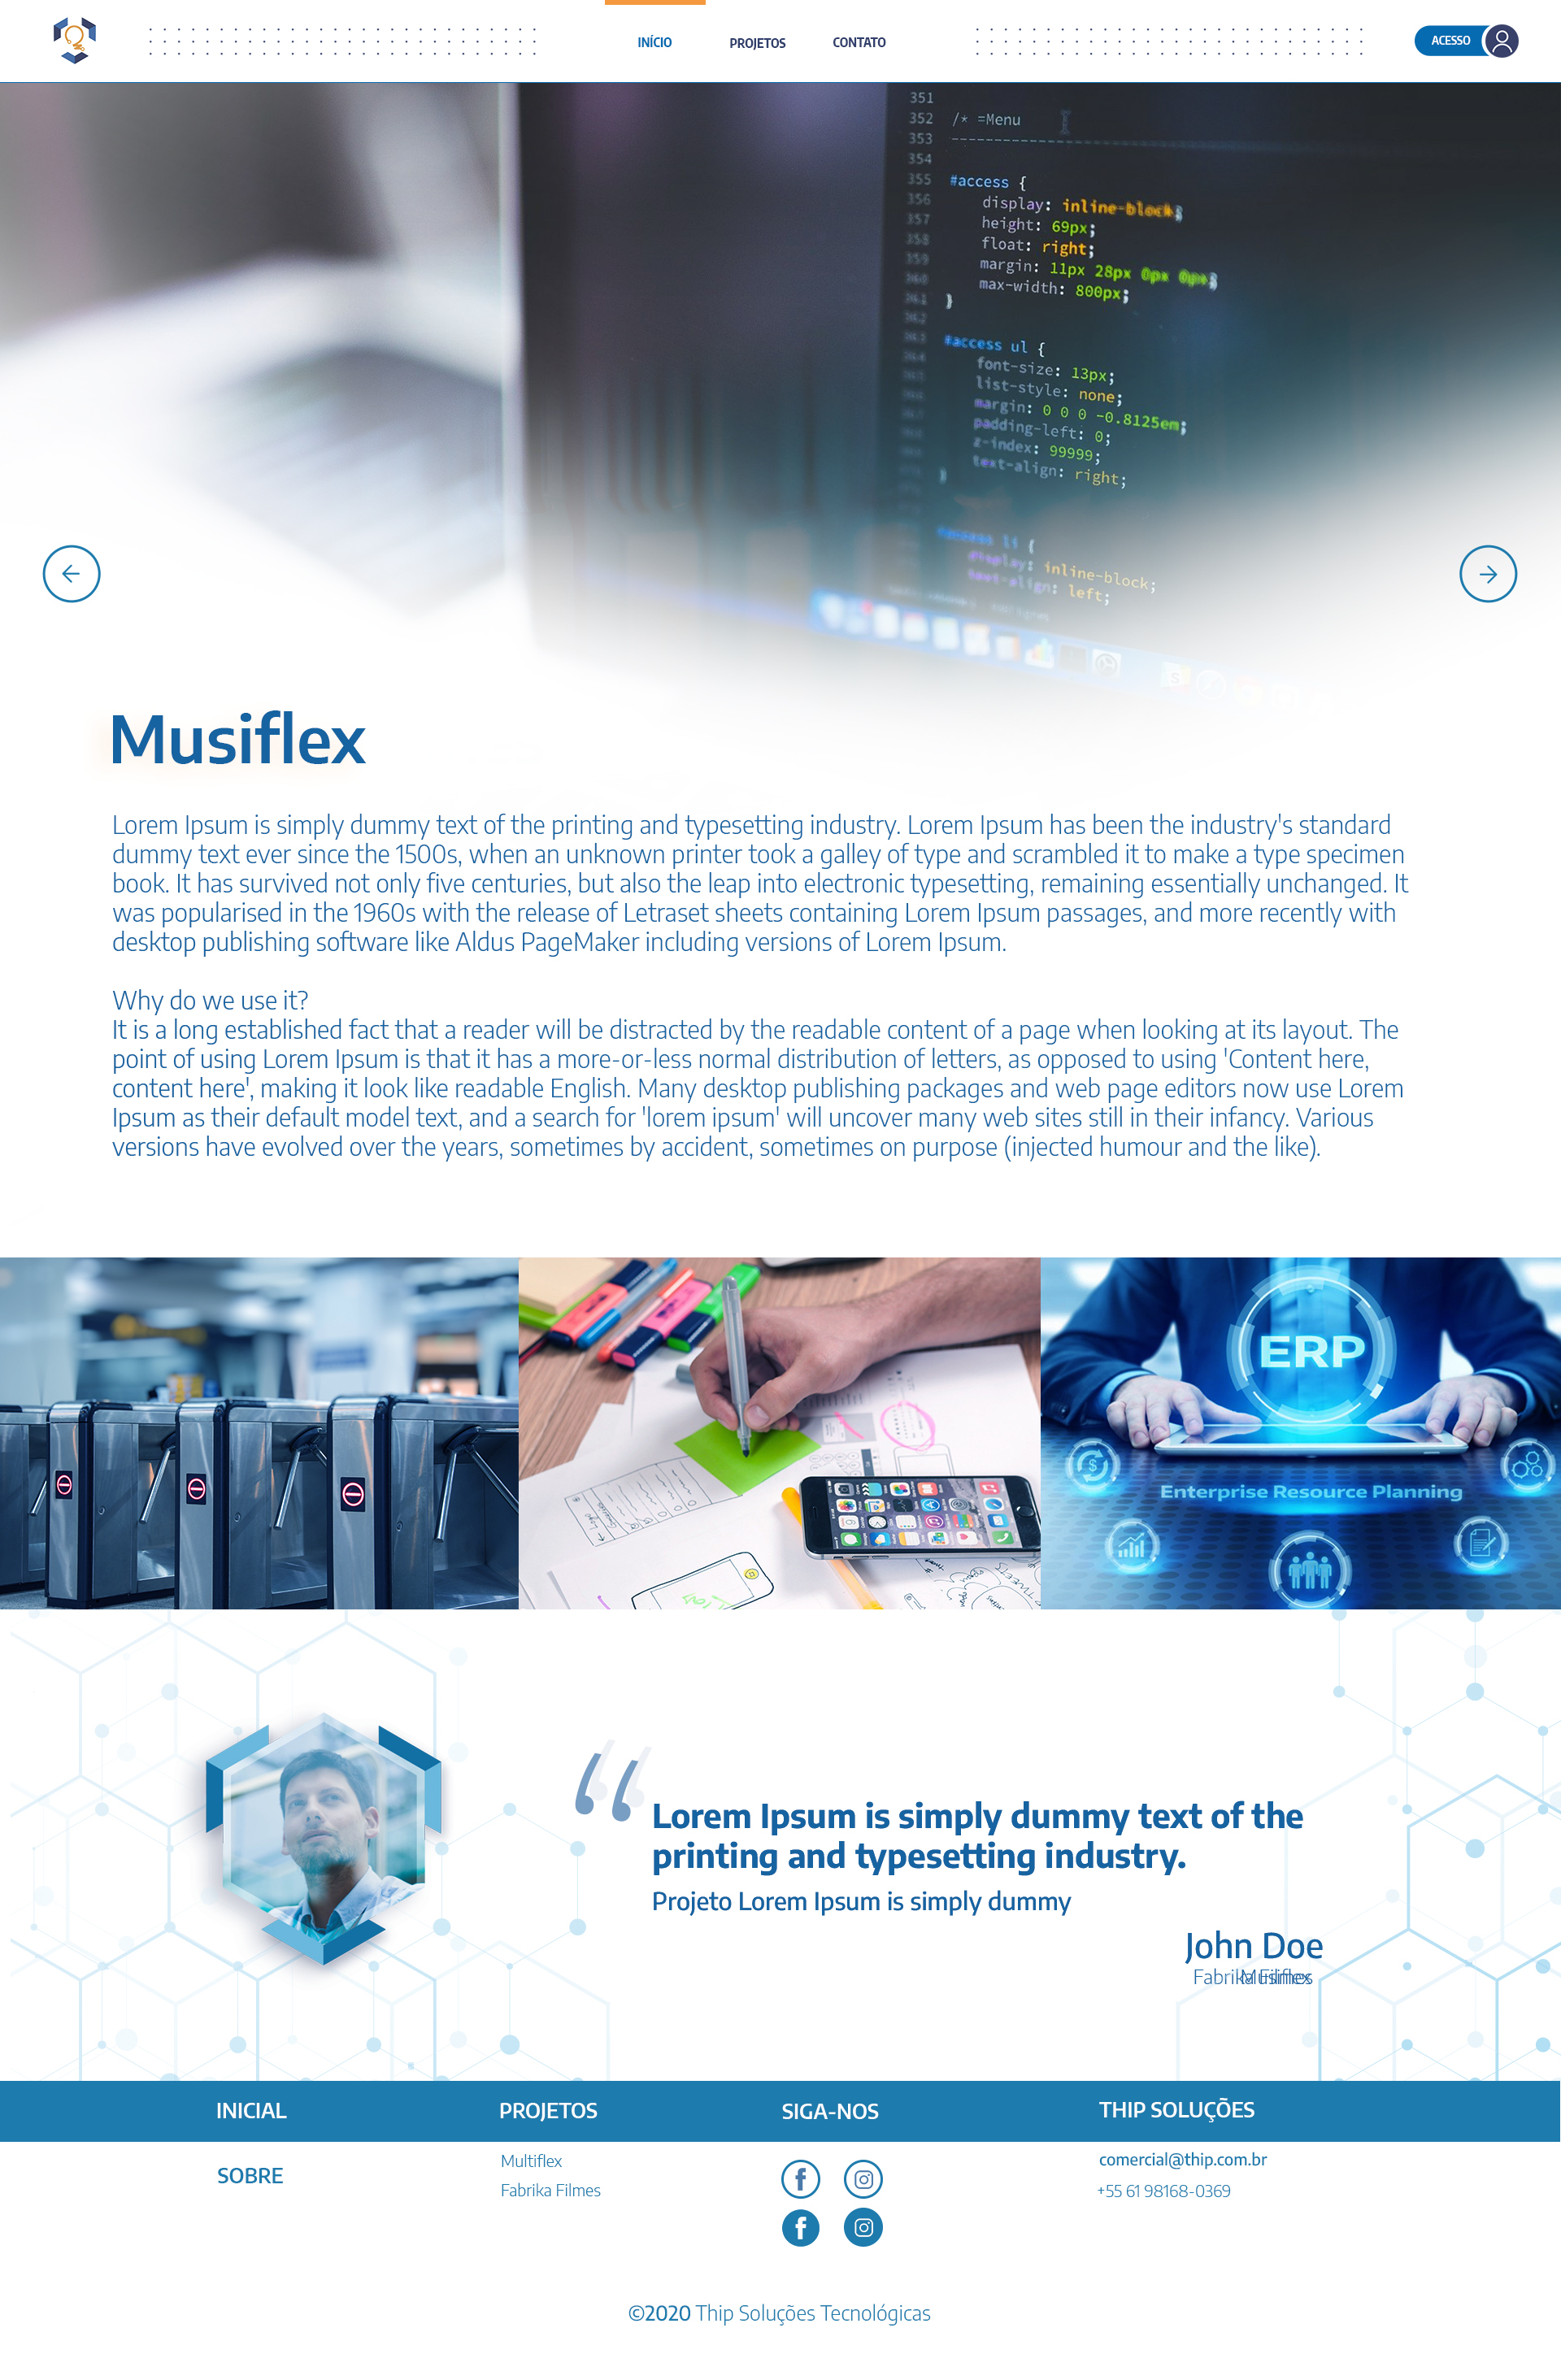 INÍCIO
PROJETOS
CONTATO
ACESSO
351
352 /* =Menu
353
354
355 #access {
356 display: inline-block;
357 height: 69px;
358 float: right;
359 margin: 11px 28px 0px 0px;
360 max-width: 800px;
361 }
362
#access ul {
font-size: 13px;
list-style: none;
margin: 0 0 0 -0.8125em;
padding-left: 0;
z-index: 99999;
text-align: right;
}
#access li {
display: inline-block;
text-align: left;
Musiflex
Lorem Ipsum is simply dummy text of the printing and typesetting industry. Lorem Ipsum has been the industry's standard
dummy text ever since the 1500s, when an unknown printer took a galley of type and scrambled it to make a type specimen
book. It has survived not only five centuries, but also the leap into electronic typesetting, remaining essentially unchanged. It
was popularised in the 1960s with the release of Letraset sheets containing Lorem Ipsum passages, and more recently with
desktop publishing software like Aldus PageMaker including versions of Lorem Ipsum.
Why do we use it?
It is a long established fact that a reader will be distracted by the readable content of a page when looking at its layout. The
point of using Lorem Ipsum is that it has a more-or-less normal distribution of letters, as opposed to using 'Content here,
content here', making it look like readable English. Many desktop publishing packages and web page editors now use Lorem
Ipsum as their default model text, and a search for 'lorem ipsum' will uncover many web sites still in their infancy. Various
versions have evolved over the years, sometimes by accident, sometimes on purpose (injected humour and the like).
ERP
Enterprise Resource Planning
“
Lorem Ipsum is simply dummy text of the
printing and typesetting industry.
Projeto Lorem Ipsum is simply dummy
John Doe
Fabrika Filmes
Musiflex
INICIAL
PROJETOS
SIGA-NOS
THIP SOLUÇÕES
SOBRE
Multiflex
Fabrika Filmes
comercial@thip.com.br
+55 61 98168-0369
©2020 Thip Soluções Tecnológicas